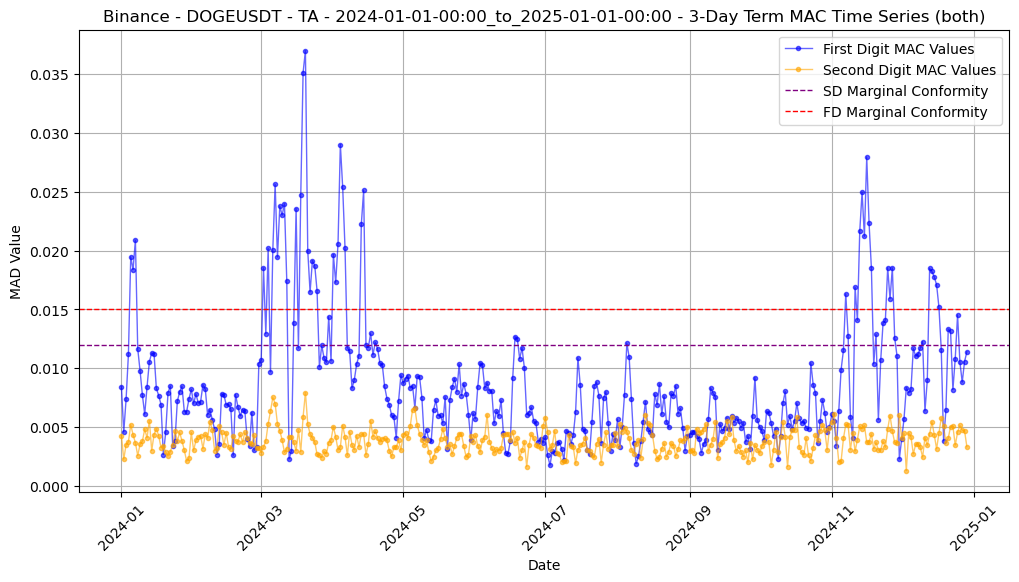 Binance - DOGEUSDT - TA - 2024-01-01-00:00_to_2025-01-01-00:00 - 3-Day Term MAC Time Series (both)
First Digit MAC Values
Second Digit MAC Values
SD Marginal Conformity
FD Marginal Conformity
MAD Value
0.035
0.030
0.025
0.020
0.015
0.010
0.005
0.000
2024-01
2024-03
2024-05
2024-07
2024-09
2024-11
2025-01
Date